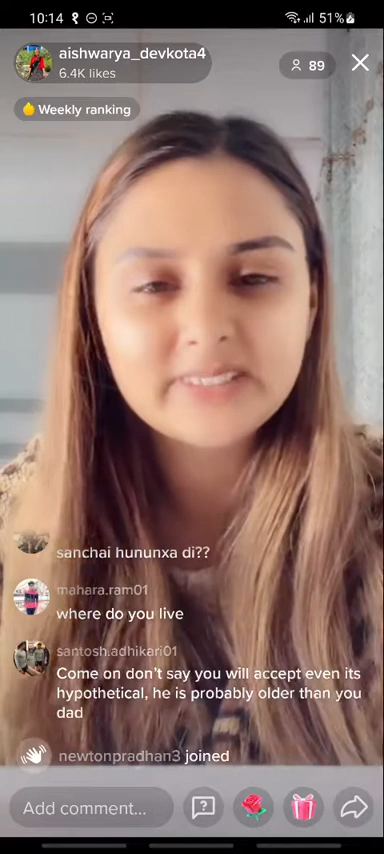 10:14
51%
aishwarya_devkota4
6.4K likes
89
Weekly ranking
sanchai hununxa di??
mahara.ram01
where do you live
santosh.adhikari01
Come on don't say you will accept even its
hypothetical, he is probably older than you
dad
newtonpradhan3 joined
Add comment...